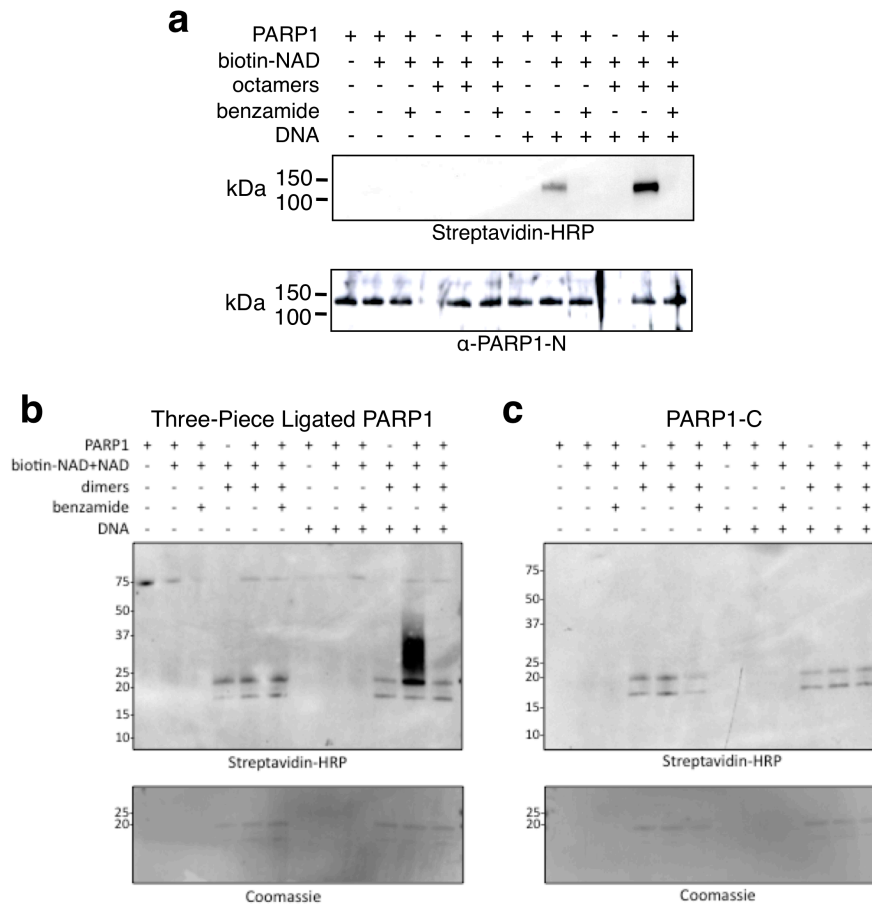 a
PARP1 + + + - + + + + + - + +
biotin-NAD - + + + + + - + + + + +
octamers - - - + + + - - - + + +
benzamide - - + - - + - - + - - +
DNA - - - - - - + + + + + +
kDa 150
100
Streptavidin-HRP
kDa 150
100
α-PARP1-N
b
Three-Piece Ligated PARP1
PARP1 + + + - + + + + + - + +
biotin-NAD+NAD - + + + + + - + + + + +
dimers - - - + + + - - - + + +
benzamide - - + - - + - - + - - +
DNA - - - - - - + + + + + +
75
50
37
25
20
15
10
Streptavidin-HRP
25
20
Coomassie
c
PARP1-C
+ + + - + + + + + - + +
- + + + + + - + + + + +
- - - + + + - - - + + +
- - + - - + - - + - - +
- - - - - - + + + + + +
75
50
37
25
20
15
10
Streptavidin-HRP
25
20
Coomassie